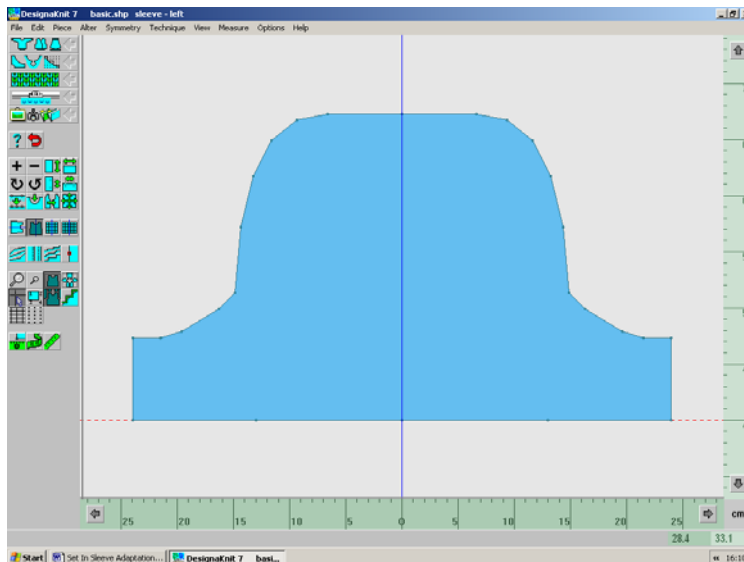 DesignaKnit 7 basic.shp sleeve - left
File Edit Piece Alter Symmetry Technique View Measure Options Help
?
cm
25 20 15 10 5 0 5 10 15 20 25
28.4 33.1
Start Set In Sleeve Adaptation... DesignaKnit 7 basi... « 16:10